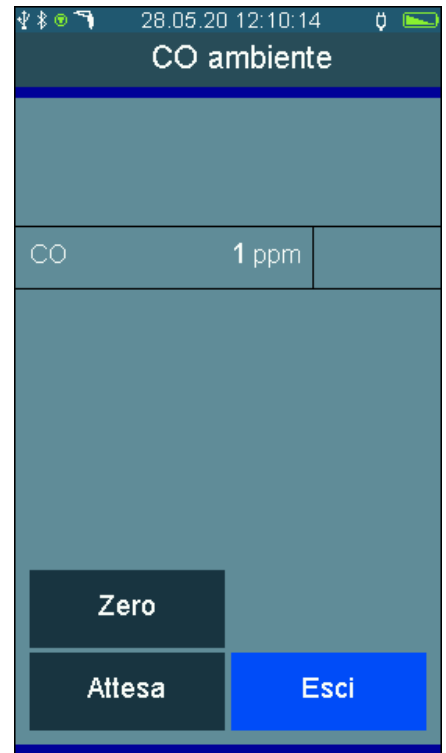 28.05.20 12:10:14
CO ambiente
CO 1 ppm
Zero
Attesa Esci